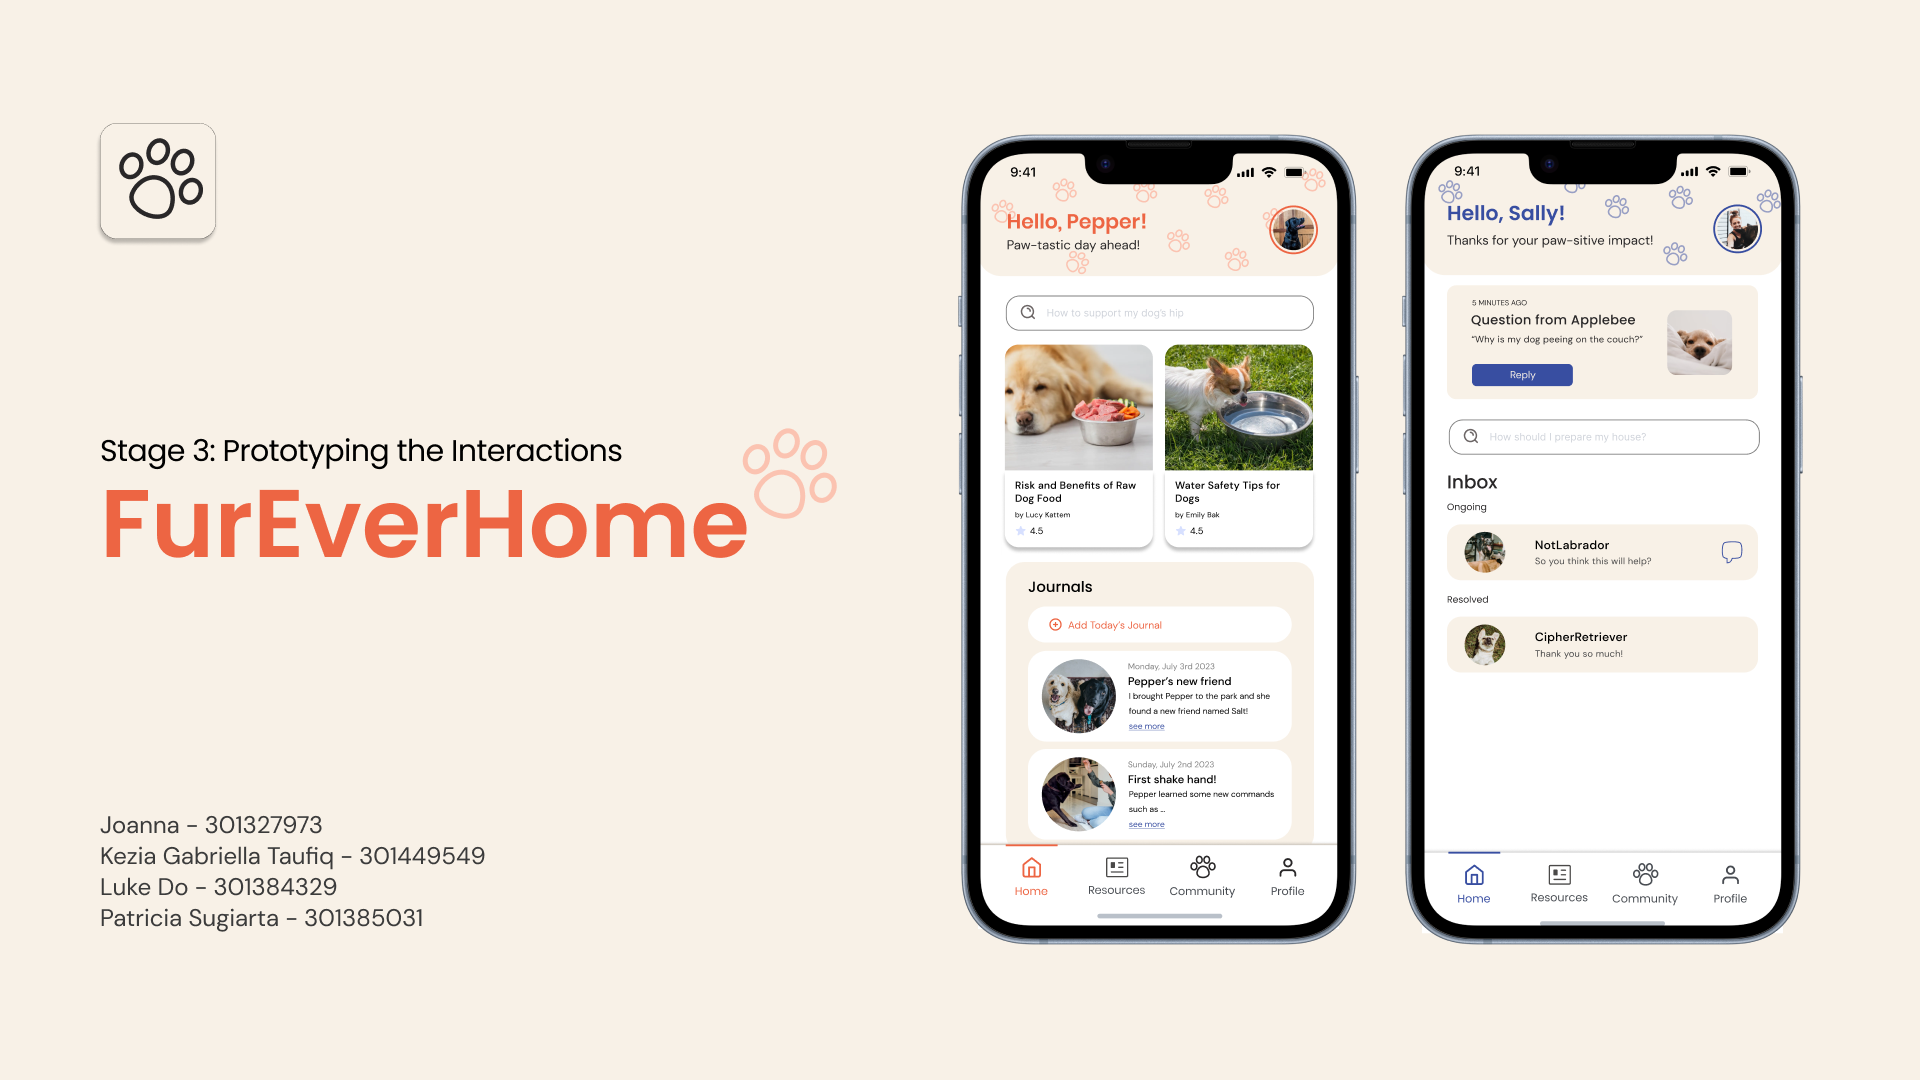 Stage 3: Prototyping the Interactions
FurEverHome
Joanna - 301327973
Kezia Gabriella Taufiq - 301449549
Luke Do - 301384329
Patricia Sugiarta - 301385031
9:41
Hello, Pepper!
Paw-tastic day ahead!
How to support my dog's hip
Risk and Benefits of Raw
Dog Food
by Lucy Kattem
4.5
Water Safety Tips for
Dogs
by Emily Bak
4.5
Journals
Add Today's Journal
Monday, July 3rd 2023
Pepper's new friend
I brought Pepper to the park and she
found a new friend named Salt!
see more
Sunday, July 2nd 2023
First shake hand!
Pepper learned some new commands
such as ...
see more
Home
Resources
Community
Profile
9:41
Hello, Sally!
Thanks for your paw-sitive impact!
5 MINUTES AGO
Question from Applebee
"Why is my dog peeing on the couch?"
Reply
How should I prepare my house?
Inbox
Ongoing
NotLabrador
So you think this will help?
Resolved
CipherRetriever
Thank you so much!
Home
Resources
Community
Profile